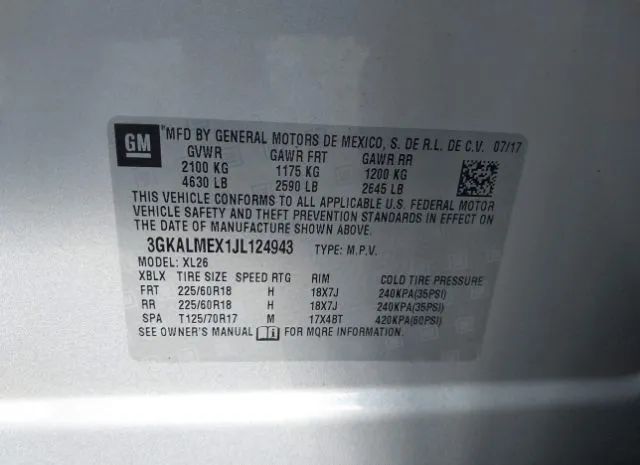 GM
"MFD BY GENERAL MOTORS DE MEXICO, S. DE R.L. DE C.V. 07/17
GVWR GAWR FRT GAWR RR
2100 KG 1175 KG 1200 KG
4630 LB 2590 LB 2645 LB
THIS VEHICLE CONFORMS TO ALL APPLICABLE U.S. FEDERAL MOTOR
VEHICLE SAFETY AND THEFT PREVENTION STANDARDS IN EFFECT ON THE
DATE OF MANUFACTURE SHOWN ABOVE.
3GKALMEX1JL124943 TYPE: M.P.V.
MODEL: XL26
XBLX TIRE SIZE SPEED RTG RIM COLD TIRE PRESSURE
FRT 225/60R18 H 18X7J 240KPA(35PSI)
RR 225/60R18 H 18X7J 240KPA(35PSI)
SPA T125/70R17 M 17X4BT 420KPA(60PSI)
SEE OWNER'S MANUAL FOR MORE INFORMATION.